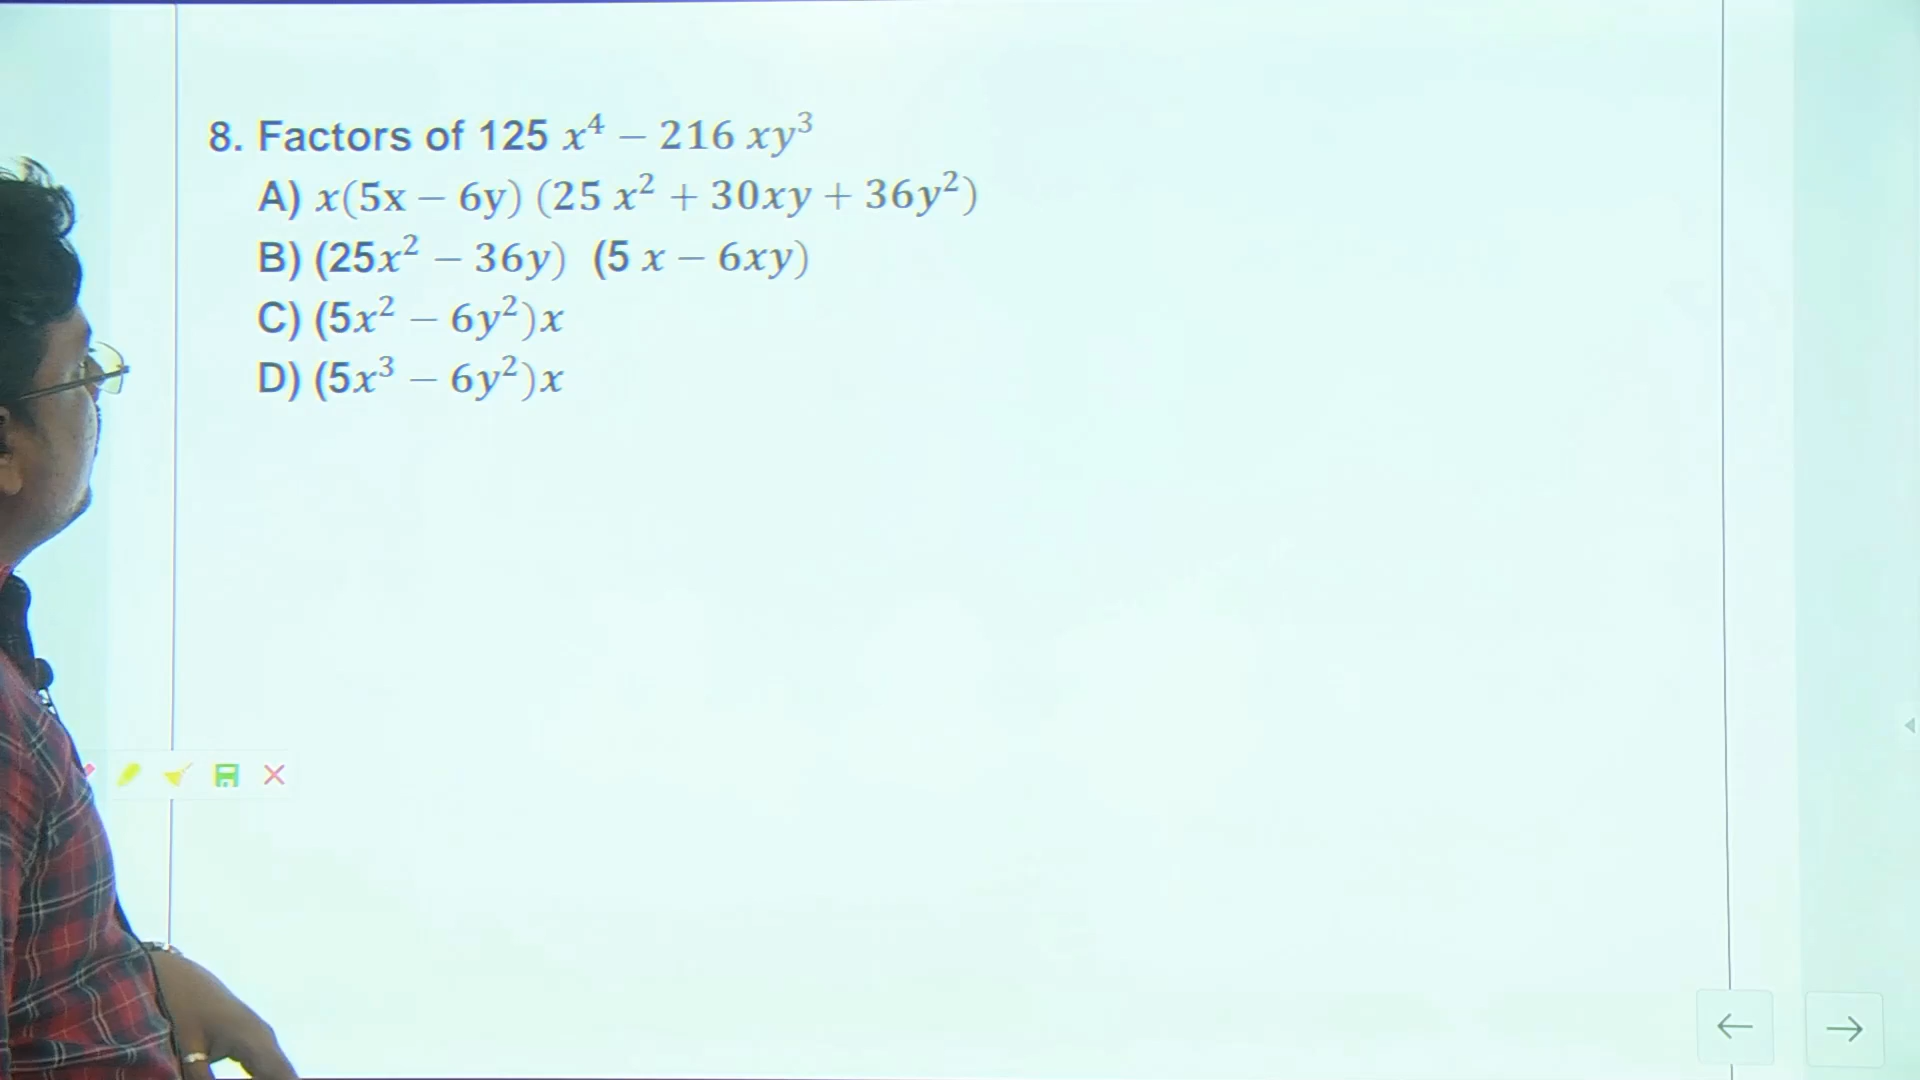 8. Factors of 125 x⁴ − 216 xy³
A) x(5x − 6y) (25 x² + 30xy + 36y²)
B) (25x² − 36y) (5 x − 6xy)
C) (5x² − 6y²)x
D) (5x³ − 6y²)x